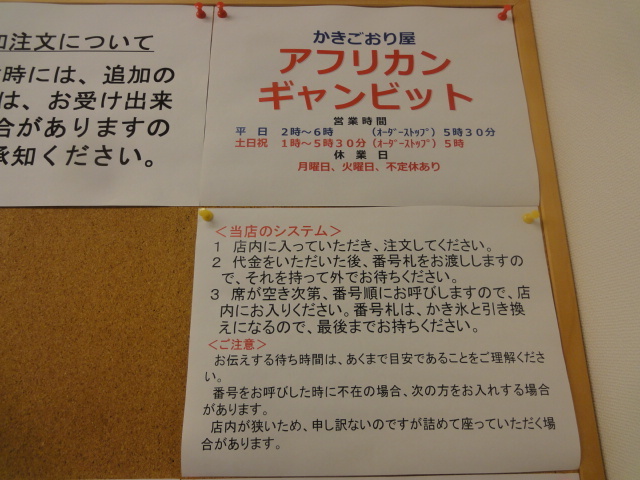 加注文について
時には、追加の
は、お受け出来
合がありますの
承知ください。
かきごおり屋
アフリカン
ギャンビット
営業時間
平 日 2時~6時 (オーダーストップ) 5時30分
土日祝 1時~5時30分(オーダーストップ) 5時
休 業 日
月曜日、火曜日、不定休あり
<当店のシステム>
1 店内に入っていただき、注文してください。
2 代金をいただいた後、番号札をお渡ししますの
で、それを持って外でお待ちください。
3 席が空き次第、番号順にお呼びしますので、店
内にお入りください。番号札は、かき氷と引き換
えになるので、最後までお持ちください。
<ご注意>
お伝えする待ち時間は、あくまで目安であることをご理解くださ
い。
番号をお呼びした時に不在の場合、次の方をお入れする場合
があります。
店内が狭いため、申し訳ないのですが詰めて座っていただく場
合があります。